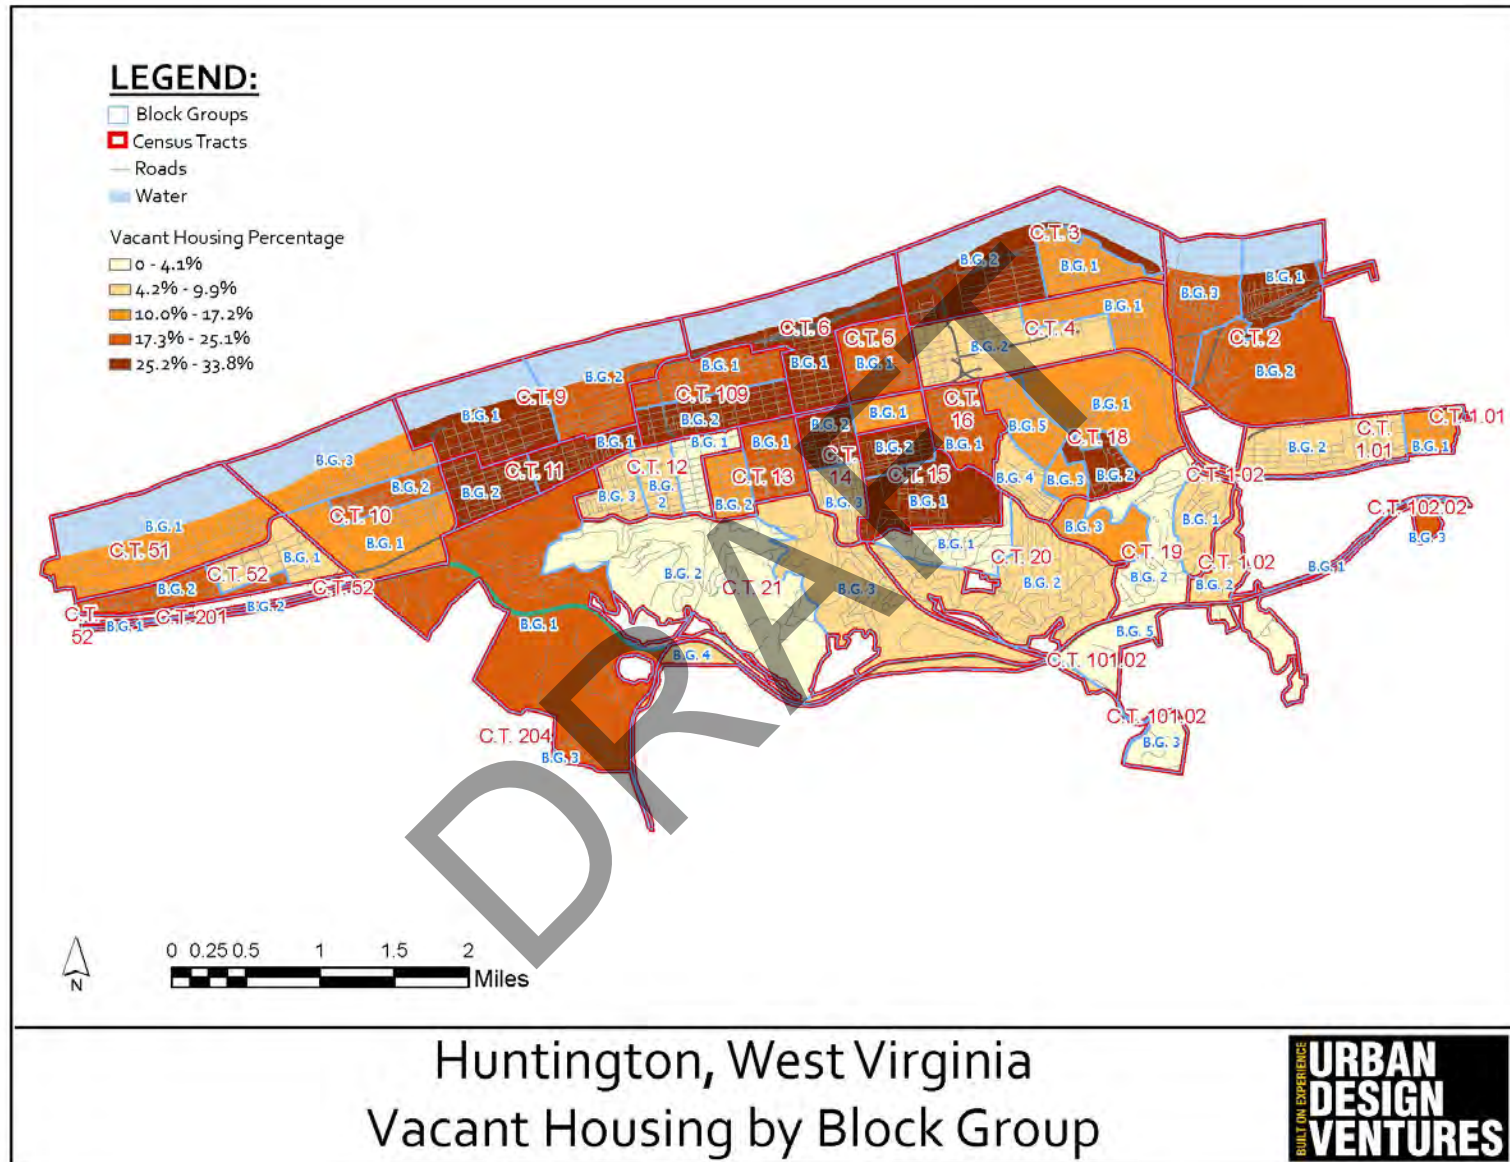 LEGEND:
Block Groups
Census Tracts
Roads
Water
Vacant Housing Percentage
0 - 4.1%
4.2% - 9.9%
10.0% - 17.2%
17.3% - 25.1%
25.2% - 33.8%
C.T. 3
B.G. 2
B.G. 1
B.G. 3
B.G. 1
C.T. 2
B.G. 2
B.G. 1
C.T. 4
B.G. 2
C.T. 6
B.G. 1
C.T. 5
B.G. 1
B.G. 1
C.T. 109
B.G. 2
B.G. 2
C.T. 9
B.G. 1
B.G. 1
C.T. 16
B.G. 1
B.G. 5
B.G. 1
C.T. 18
B.G. 2
B.G. 3
B.G. 4
C.T. 1.01
C.T. 1.01
B.G. 2
B.G. 1
B.G. 2
C.T. 14
B.G. 3
B.G. 2
C.T. 15
B.G. 1
B.G. 1
C.T. 13
B.G. 2
B.G. 1
B.G. 1
C.T. 12
B.G. 3
B.G. 2
C.T. 11
B.G. 2
B.G. 3
B.G. 2
C.T. 10
B.G. 1
B.G. 1
C.T. 51
B.G. 1
C.T. 52
B.G. 2
C.T. 52
B.G. 2
C.T. 201
B.G. 1
C.T. 52
B.G. 2
C.T. 21
B.G. 3
B.G. 1
B.G. 4
C.T. 204
B.G. 3
B.G. 1
C.T. 20
B.G. 2
B.G. 3
C.T. 19
B.G. 2
C.T. 1.02
B.G. 1
C.T. 1.02
B.G. 2
C.T. 102.02
B.G. 3
B.G. 1
B.G. 5
C.T. 101.02
C.T. 101.02
B.G. 3
DRAFT
0 0.25 0.5 1 1.5 2
Miles
N
Huntington, West Virginia
Vacant Housing by Block Group
BUILT ON EXPERIENCE
URBAN
DESIGN
VENTURES